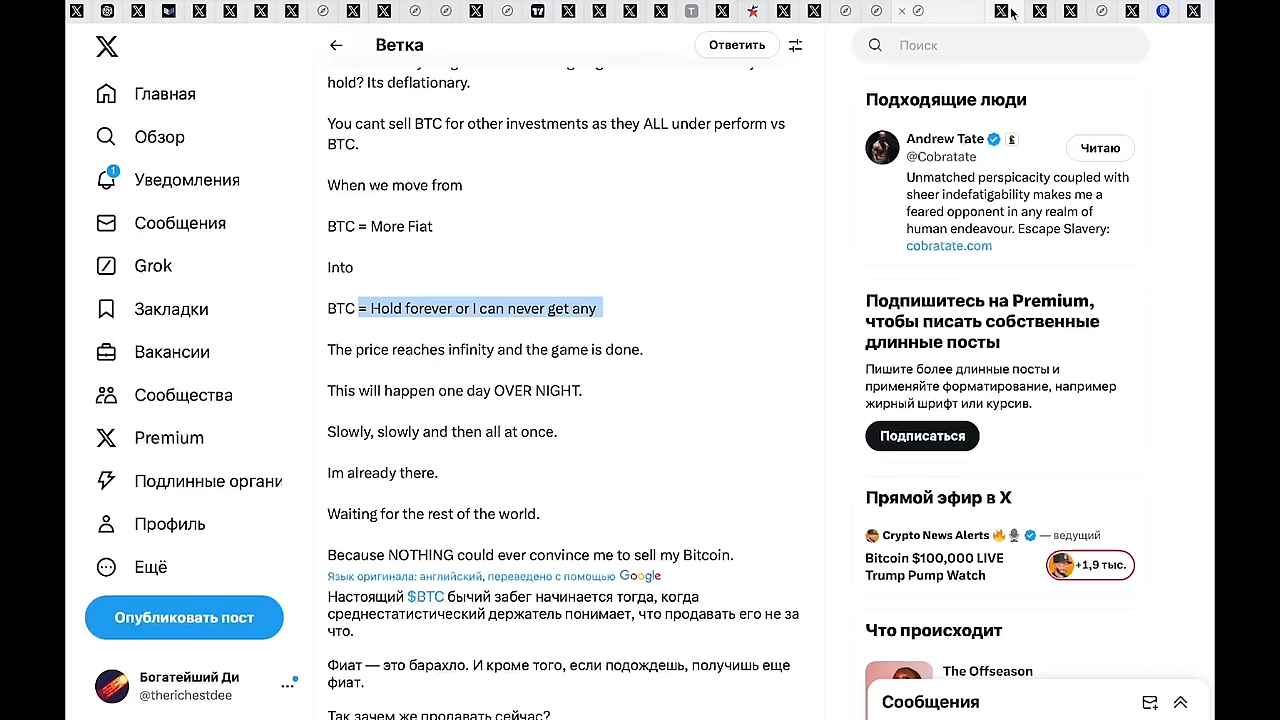 Главная
Обзор
1
Уведомления
Сообщения
Grok
Закладки
Вакансии
Сообщества
Premium
Подлинные органи
Профиль
Ещё
Опубликовать пост
Богатейший Ди
@therichestdee
Ветка
Ответить
hold? Its deflationary.
You cant sell BTC for other investments as they ALL under perform vs
BTC.
When we move from
BTC = More Fiat
Into
BTC = Hold forever or I can never get any
The price reaches infinity and the game is done.
This will happen one day OVER NIGHT.
Slowly, slowly and then all at once.
Im already there.
Waiting for the rest of the world.
Because NOTHING could ever convince me to sell my Bitcoin.
Язык оригинала: английский, переведено с помощью Google
Настоящий $BTC бычий забег начинается тогда, когда
среднестатистический держатель понимает, что продавать его не за
что.
Фиат — это барахло. И кроме того, если подождешь, получишь еще
фиат.
Так зачем же продавать сейчас?
Поиск
Подходящие люди
Andrew Tate
@Cobratate
Читаю
Unmatched perspicacity coupled with
sheer indefatigability makes me a
feared opponent in any realm of
human endeavour. Escape Slavery:
cobratate.com
Подпишитесь на Premium,
чтобы писать собственные
длинные посты
Пишите более длинные посты и
применяйте форматирование, например
жирный шрифт или курсив.
Подписаться
Прямой эфир в X
Crypto News Alerts — ведущий
Bitcoin $100,000 LIVE
Trump Pump Watch
+1,9 тыс.
Что происходит
The Offseason
Сообщения